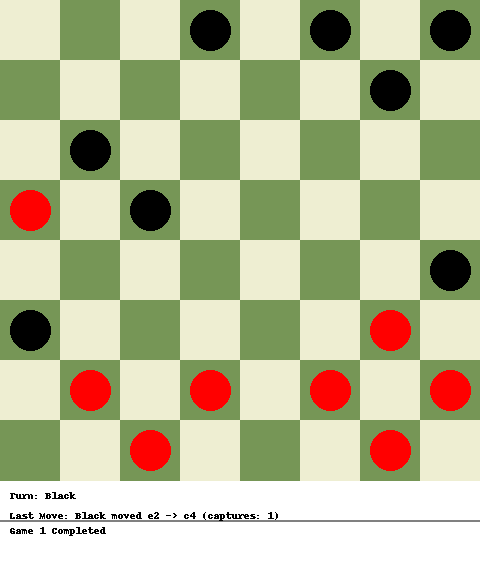 Turn: Black
Last Move: Black moved e2 -> c4 (captures: 1)
Game 1 Completed